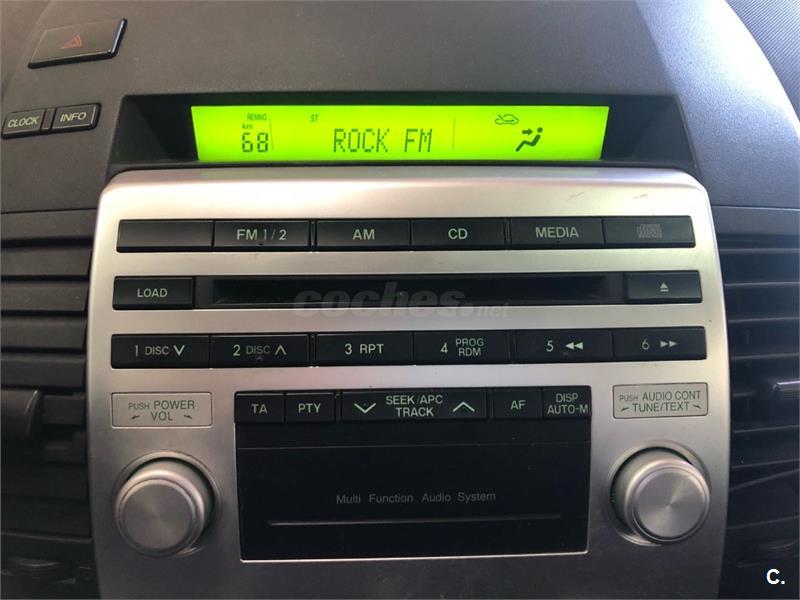 CLOCK INFO
REMNG
km
68
ST
ROCK FM
FM 1/2 AM CD MEDIA
LOAD
coches.net
1 DISC 2 DISC 3 RPT 4 PROG RDM 5 6
PUSH POWER
VOL
TA PTY SEEK/APC TRACK AF DISP AUTO-M
PUSH AUDIO CONT
TUNE/TEXT
Multi Function Audio System
C.